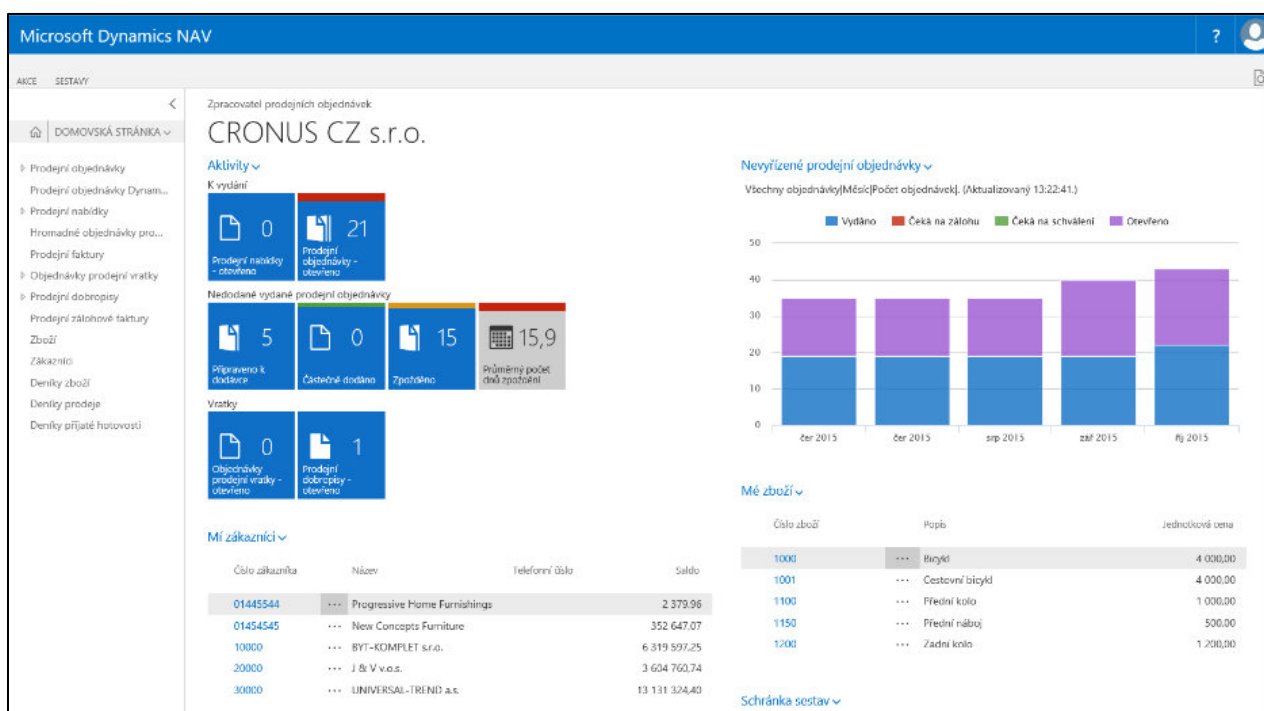 Microsoft Dynamics NAV
?
AKCE SESTAVY
DOMOVSKÁ STRÁNKA
Prodejní objednávky
Prodejní objednávky Dynam...
Prodejní nabídky
Hromadné objednávky pro...
Prodejní faktury
Objednávky prodejní vratky
Prodejní dobropisy
Prodejní zálohové faktury
Zboží
Zákazníci
Deníky zboží
Deníky prodeje
Deníky přijaté hotovosti
Zpracovatel prodejních objednávek
CRONUS CZ s.r.o.
Aktivity
K vydání
0
Prodejní nabídky
- otevřeno
21
Prodejní
objednávky -
otevřeno
Nedodané vydané prodejní objednávky
5
Připraveno k
dodávce
0
Částečně dodáno
15
Zpožděno
15,9
Průměrný počet
dnů zpoždění
Vratky
0
Objednávky
prodejní vratky -
otevřeno
1
Prodejní
dobropisy -
otevřeno
Mí zákazníci
Číslo zákazníka Název Telefonní číslo Saldo
01445544 ... Progressive Home Furnishings 2 379,96
01454545 ... New Concepts Furniture 352 647,07
10000 ... BYT-KOMPLET s.r.o. 6 319 597,25
20000 ... J & V v.o.s. 3 604 760,74
30000 ... UNIVERSAL-TREND a.s. 13 131 324,40
Nevyřízené prodejní objednávky
Všechny objednávky|Měsíc|Počet objednávek|. (Aktualizovaný 13:22:41.)
Vydáno Čeká na zálohu Čeká na schválení Otevřeno
50
40
30
20
10
0
čer 2015 čer 2015 srp 2015 zář 2015 říj 2015
Mé zboží
Číslo zboží Popis Jednotková cena
1000 ... Bicykl 4 000,00
1001 ... Cestovní bicykl 4 000,00
1100 ... Přední kolo 1 000,00
1150 ... Přední náboj 500,00
1200 ... Zadní kolo 1 200,00
Schránka sestav